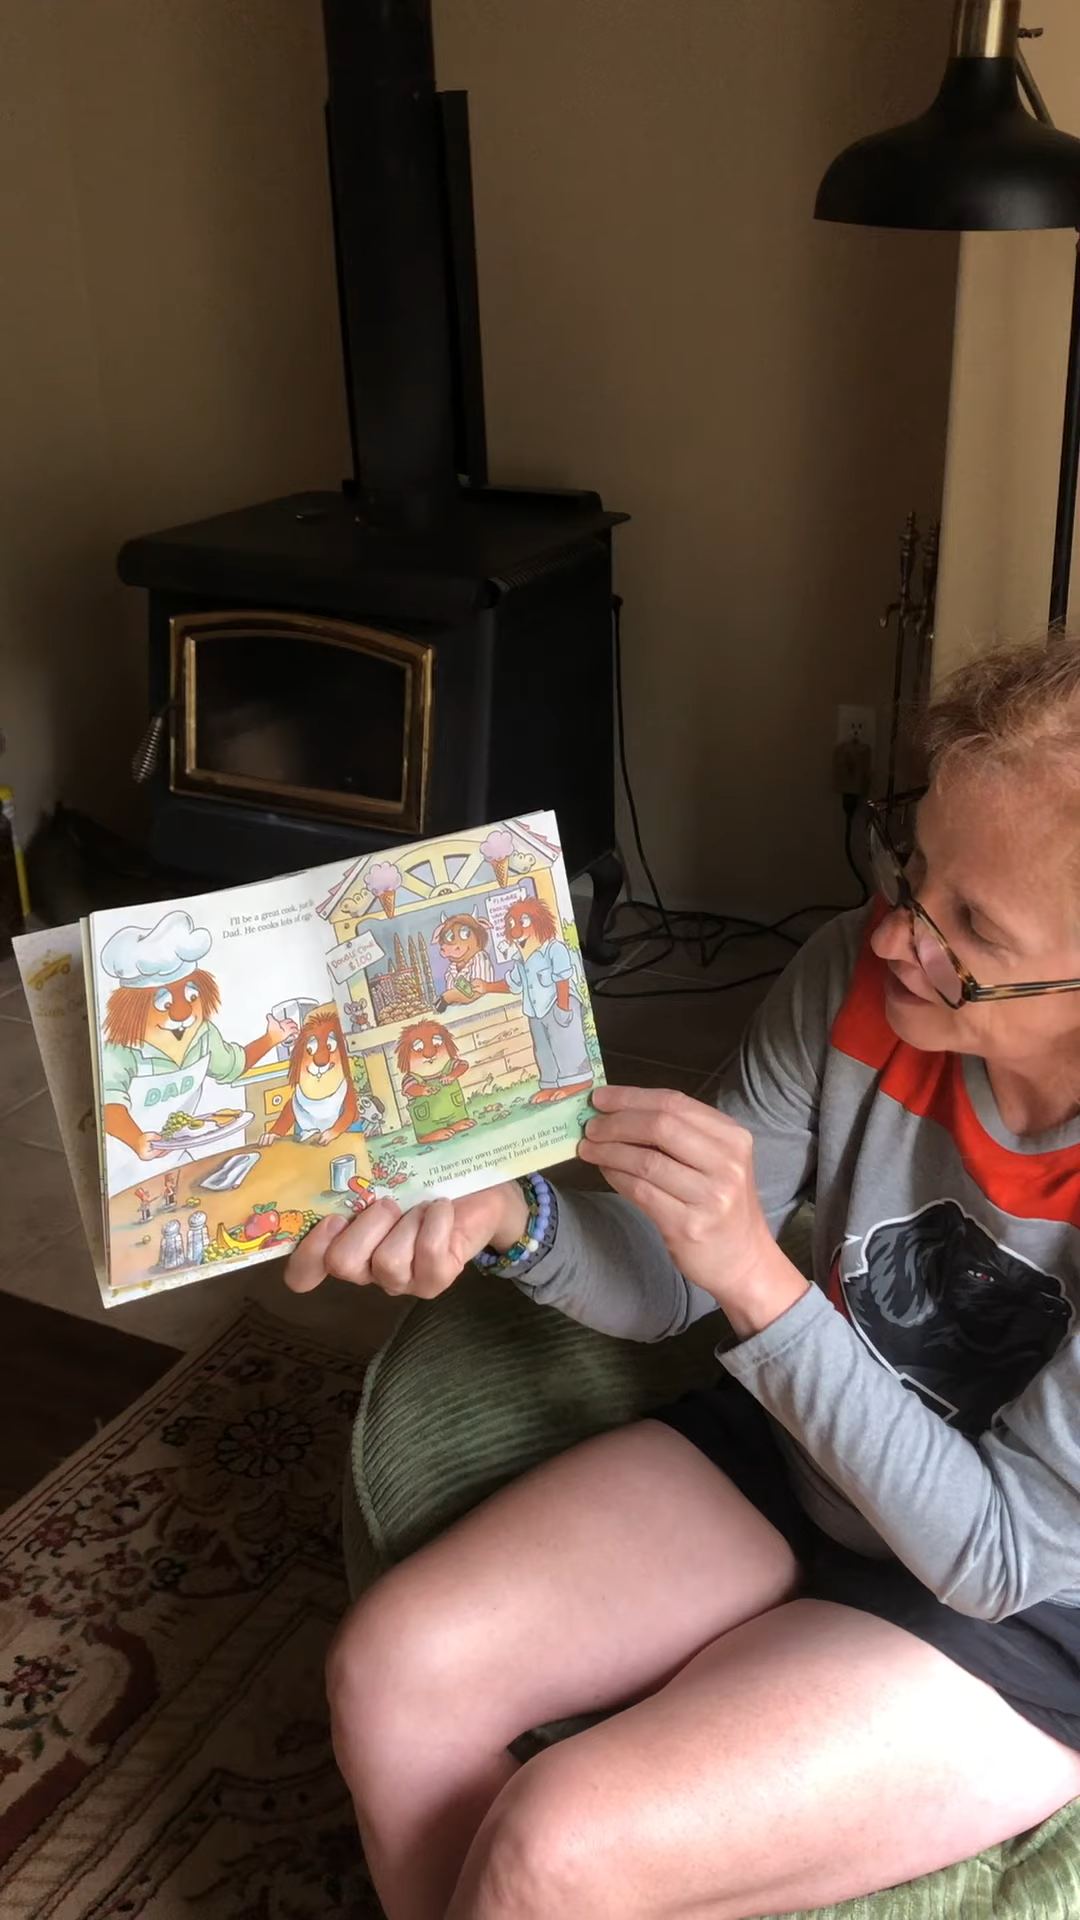 I'll be a great cook, just like
Dad. He cooks lots of eggs.
DAD
DOUBLE CONE
$1.00
FLAVORS
I'll have my own money, just like Dad.
My dad says he hopes I have a lot more.